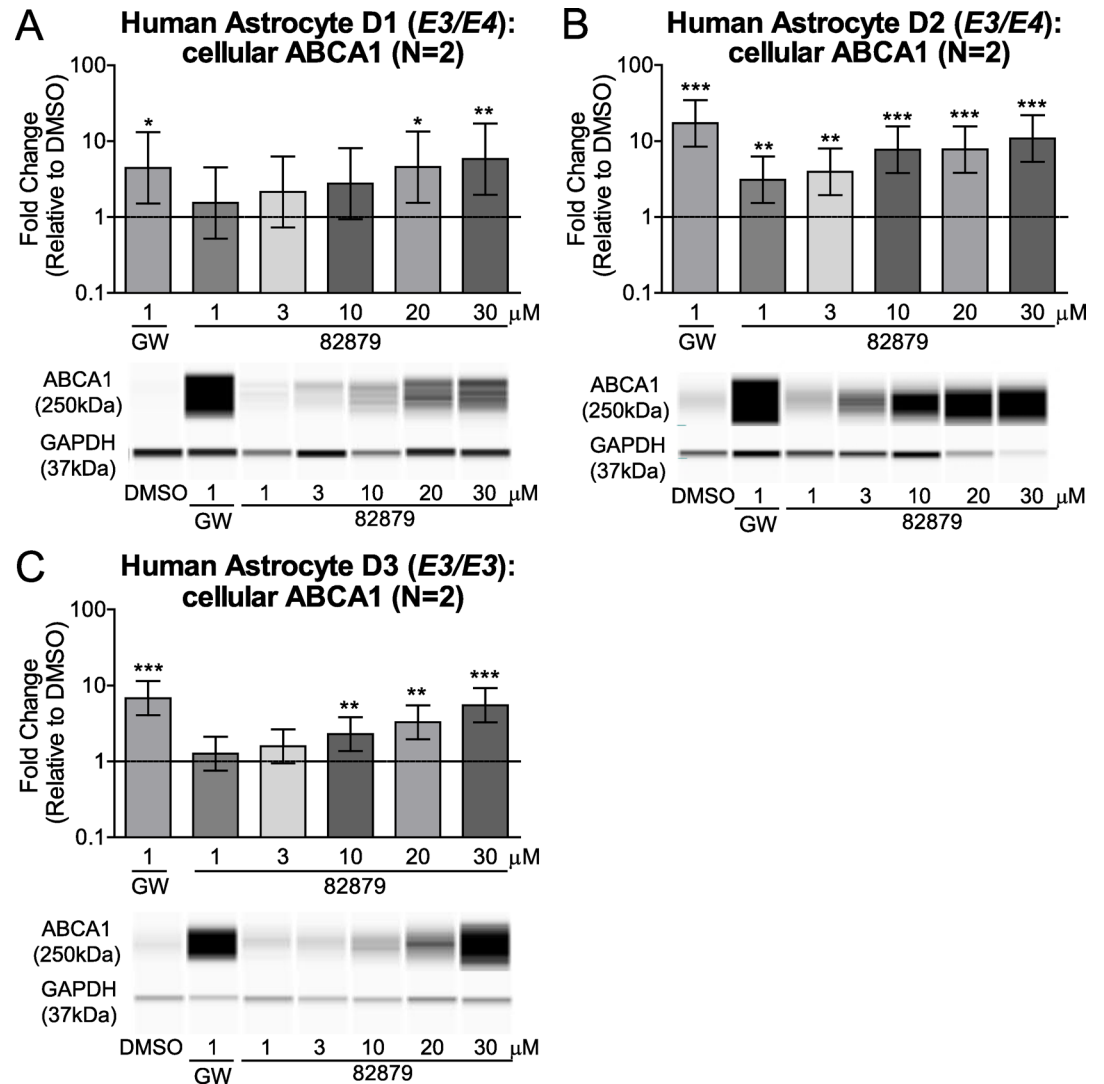 A
Human Astrocyte D1 (E3/E4):
cellular ABCA1 (N=2)
Fold Change
(Relative to DMSO)
100
10
1
0.1
*
*
**
1 1 3 10 20 30 μM
GW 82879
ABCA1
(250kDa)
GAPDH
(37kDa)
DMSO 1 1 3 10 20 30 μM
GW 82879
B
Human Astrocyte D2 (E3/E4):
cellular ABCA1 (N=2)
Fold Change
(Relative to DMSO)
100
10
1
0.1
***
**
**
***
***
***
1 1 3 10 20 30 μM
GW 82879
ABCA1
(250kDa)
GAPDH
(37kDa)
DMSO 1 1 3 10 20 30 μM
GW 82879
C
Human Astrocyte D3 (E3/E3):
cellular ABCA1 (N=2)
Fold Change
(Relative to DMSO)
100
10
1
0.1
***
**
**
***
1 1 3 10 20 30 μM
GW 82879
ABCA1
(250kDa)
GAPDH
(37kDa)
DMSO 1 1 3 10 20 30 μM
GW 82879